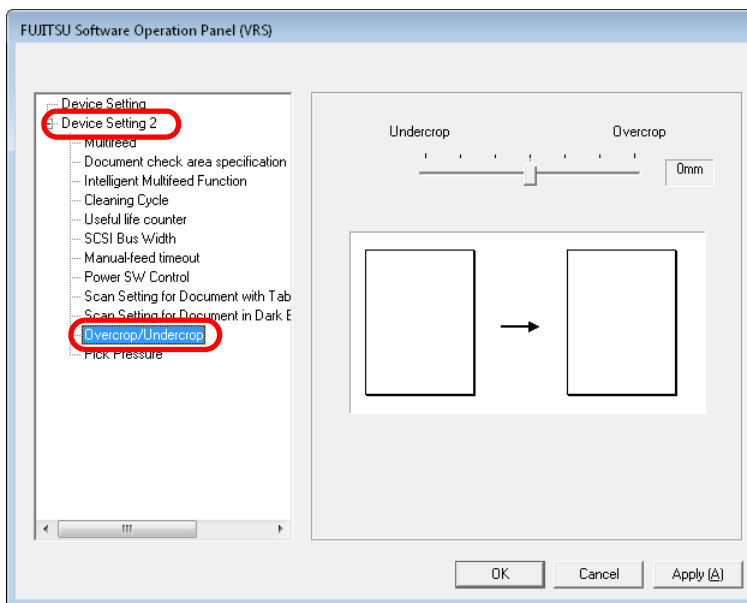 FUJITSU Software Operation Panel (VRS)
Device Setting
Device Setting 2
Multifeed
Document check area specification
Intelligent Multifeed Function
Cleaning Cycle
Useful life counter
SCSI Bus Width
Manual-feed timeout
Power SW Control
Scan Setting for Document with Tab
Scan Setting for Document in Dark B
Overcrop/Undercrop
Pick Pressure
Undercrop Overcrop
0mm
OK Cancel Apply (A)